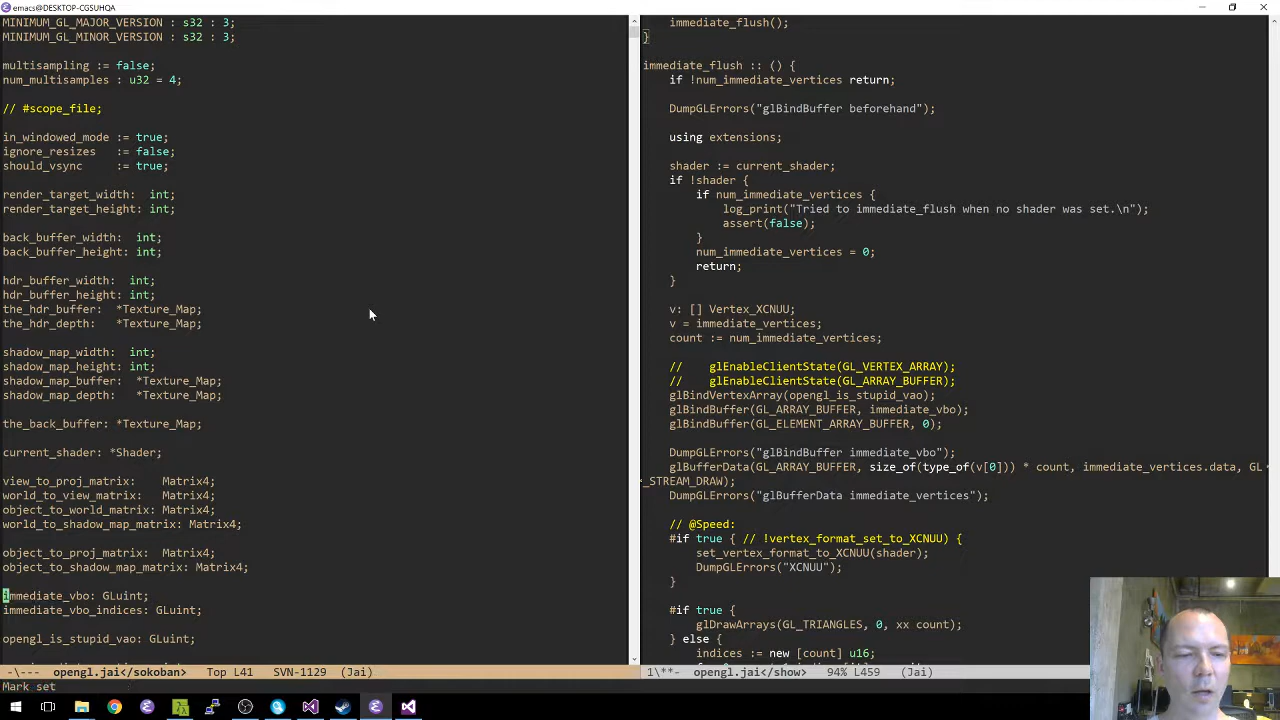 emacs@DESKTOP-CGSUHQA
MINIMUM_GL_MAJOR_VERSION : s32 : 3;
MINIMUM_GL_MINOR_VERSION : s32 : 3;
multisampling := false;
num_multisamples : u32 = 4;
// #scope_file;
in_windowed_mode := true;
ignore_resizes   := false;
should_vsync     := true;
render_target_width:  int;
render_target_height: int;
back_buffer_width:  int;
back_buffer_height: int;
hdr_buffer_width:  int;
hdr_buffer_height: int;
the_hdr_buffer:  *Texture_Map;
the_hdr_depth:   *Texture_Map;
shadow_map_width:  int;
shadow_map_height: int;
shadow_map_buffer:  *Texture_Map;
shadow_map_depth:   *Texture_Map;
the_back_buffer: *Texture_Map;
current_shader: *Shader;
view_to_proj_matrix:    Matrix4;
world_to_view_matrix:   Matrix4;
object_to_world_matrix: Matrix4;
world_to_shadow_map_matrix: Matrix4;
object_to_proj_matrix:  Matrix4;
object_to_shadow_map_matrix: Matrix4;
immediate_vbo: GLuint;
immediate_vbo_indices: GLuint;
opengl_is_stupid_vao: GLuint;
-\---  opengl.jai</sokoban>   Top L41   SVN-1129  (Jai)
Mark set
immediate_flush();
}
immediate_flush :: () {
if !num_immediate_vertices return;
DumpGLErrors("glBindBuffer beforehand");
using extensions;
shader := current_shader;
if !shader {
if num_immediate_vertices {
log_print("Tried to immediate_flush when no shader was set.\n");
assert(false);
}
num_immediate_vertices = 0;
return;
}
v: [] Vertex_XCNUU;
v = immediate_vertices;
count := num_immediate_vertices;
//    glEnableClientState(GL_VERTEX_ARRAY);
//    glEnableClientState(GL_ARRAY_BUFFER);
glBindVertexArray(opengl_is_stupid_vao);
glBindBuffer(GL_ARRAY_BUFFER, immediate_vbo);
glBindBuffer(GL_ELEMENT_ARRAY_BUFFER, 0);
DumpGLErrors("glBindBuffer immediate_vbo");
glBufferData(GL_ARRAY_BUFFER, size_of(type_of(v[0])) * count, immediate_vertices.data, GL
_STREAM_DRAW);
DumpGLErrors("glBufferData immediate_vertices");
// @Speed:
#if true { // !vertex_format_set_to_XCNUU) {
set_vertex_format_to_XCNUU(shader);
DumpGLErrors("XCNUU");
}
#if true {
glDrawArrays(GL_TRIANGLES, 0, xx count);
} else {
indices := new [count] u16;
1\**-  opengl.jai</show>   94% L459   (Jai)